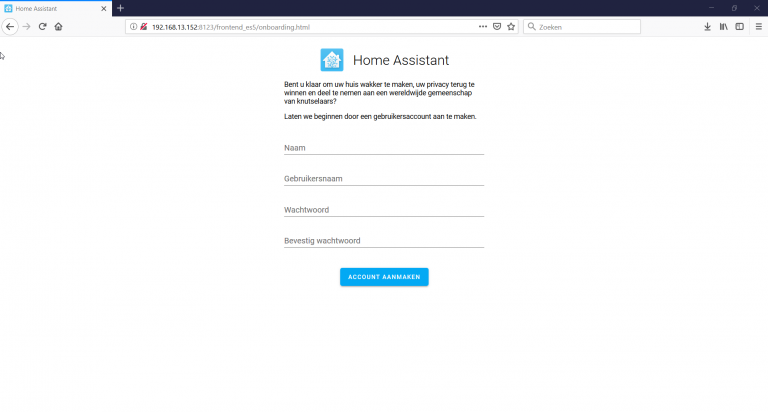 Home Assistant
192.168.13.152:8123/frontend_es5/onboarding.html
Zoeken
Home Assistant
Bent u klaar om uw huis wakker te maken, uw privacy terug te
winnen en deel te nemen aan een wereldwijde gemeenschap
van knutselaars?
Laten we beginnen door een gebruikersaccount aan te maken.
Naam
Gebruikersnaam
Wachtwoord
Bevestig wachtwoord
ACCOUNT AANMAKEN